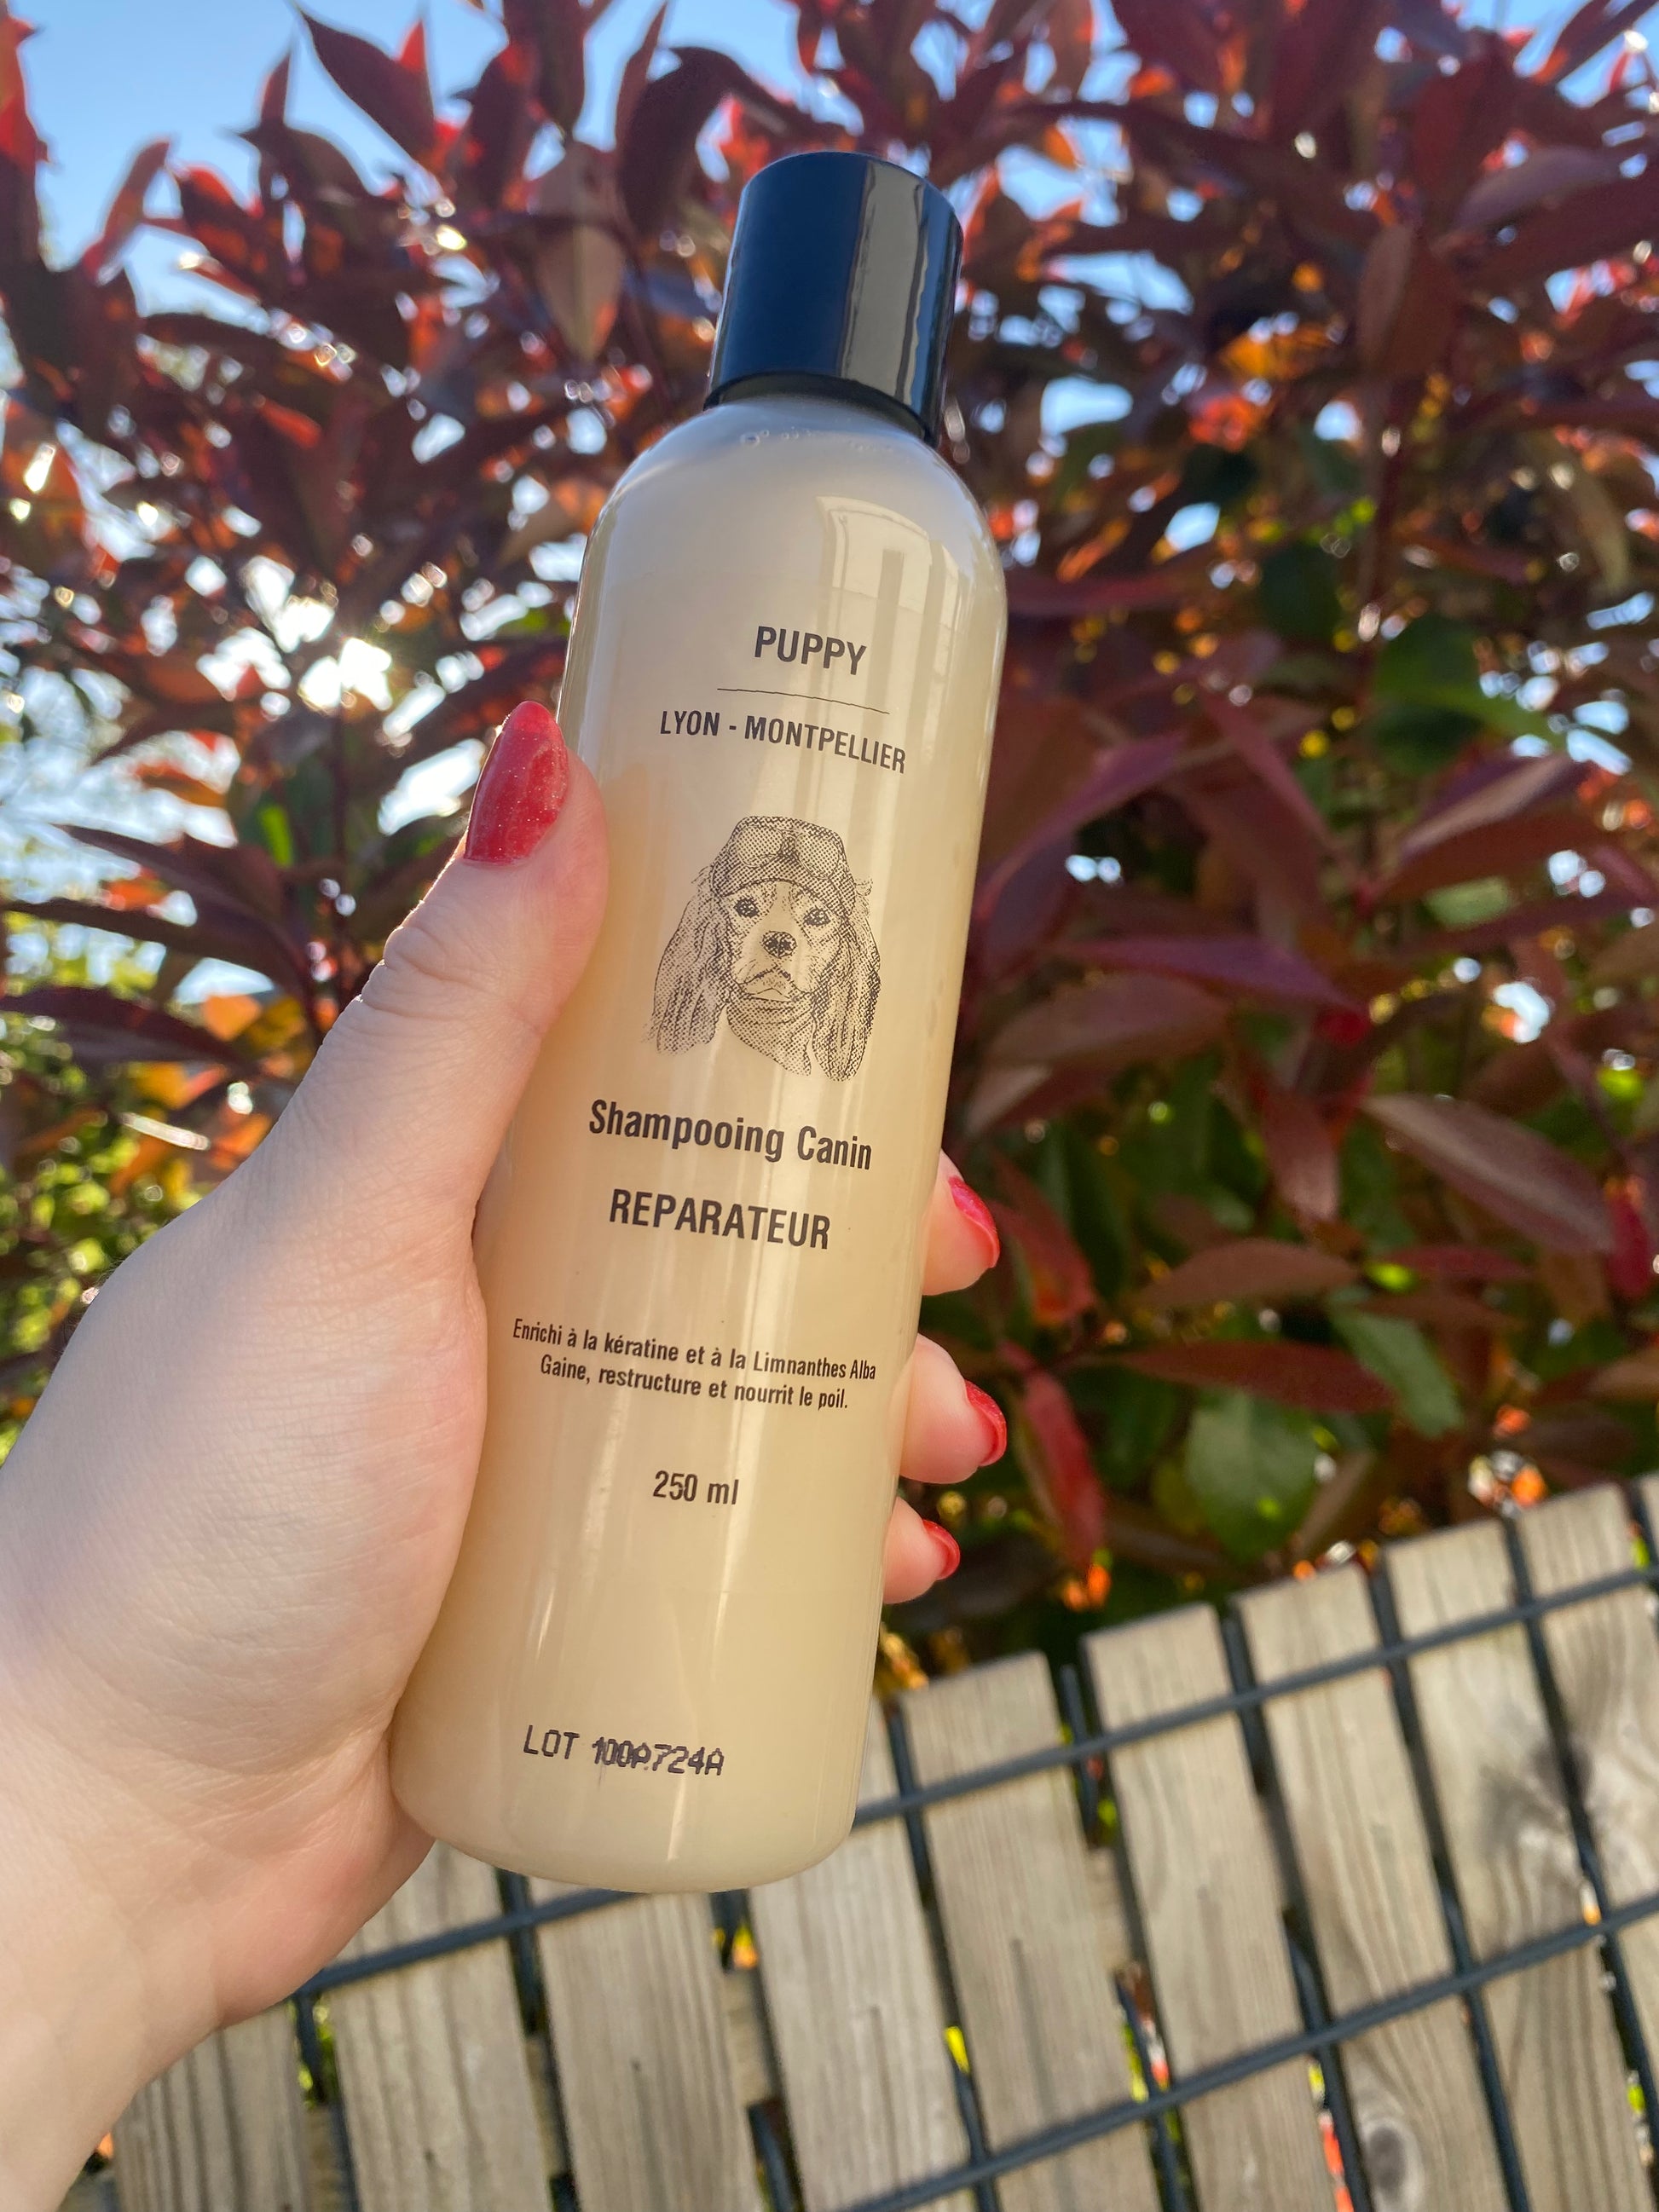 PUPPY
LYON - MONTPELLIER
Shampooing Canin
REPARATEUR
Enrichi à la kératine et à la Limnanthes Alba
Gaine, restructure et nourrit le poil.
250 ml
LOT